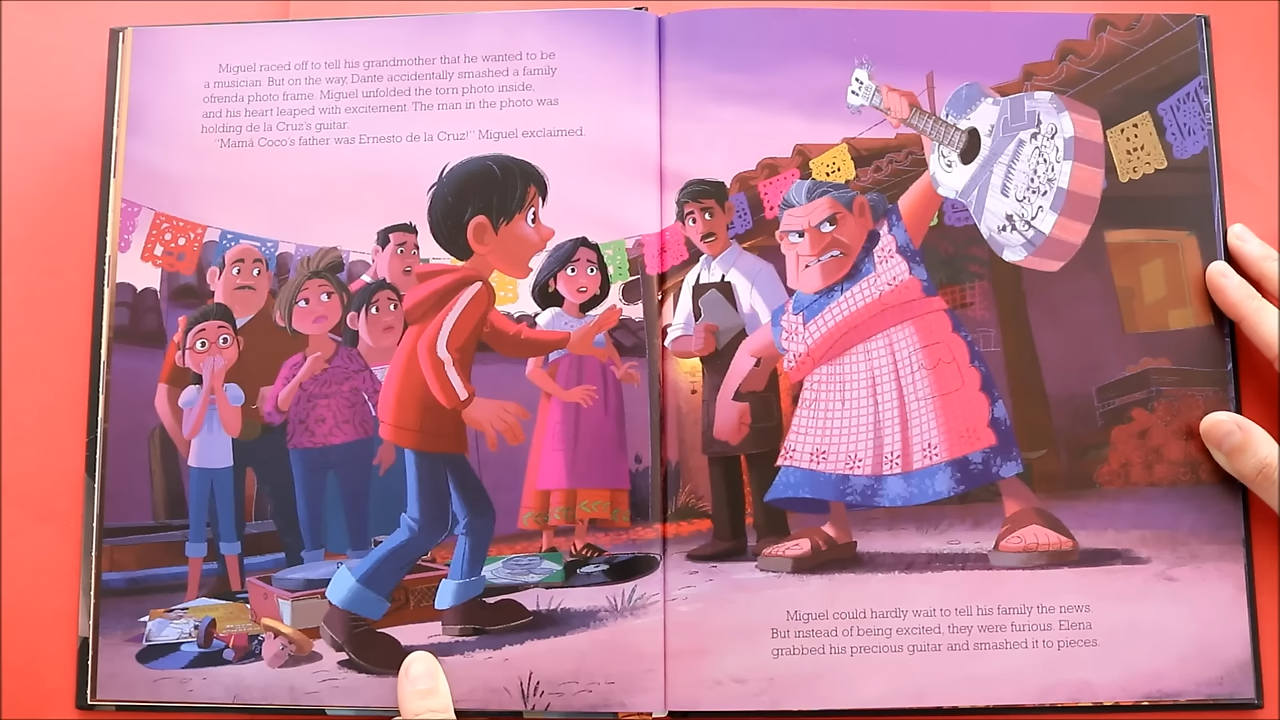 Miguel raced off to tell his grandmother that he wanted to be
a musician. But on the way, Dante accidentally smashed a family
ofrenda photo frame. Miguel unfolded the torn photo inside,
and his heart leaped with excitement. The man in the photo was
holding de la Cruz's guitar.
"Mamá Coco's father was Ernesto de la Cruz!" Miguel exclaimed.
Miguel could hardly wait to tell his family the news.
But instead of being excited, they were furious. Elena
grabbed his precious guitar and smashed it to pieces.